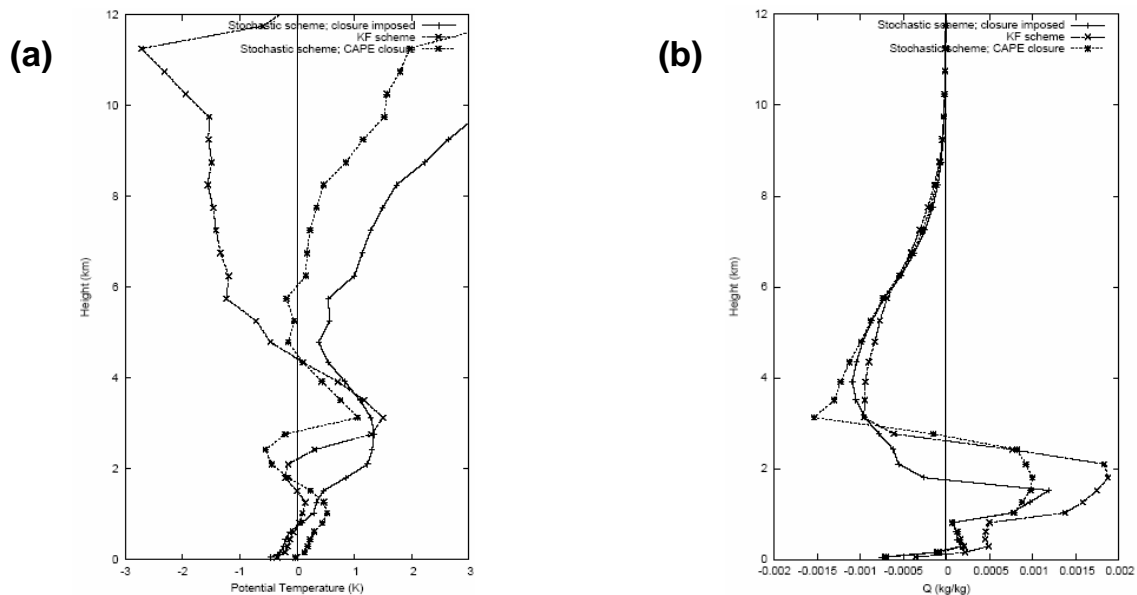 (a)
12
10
8
6
4
2
0
Height (km)
-3
-2
-1
0
1
2
3
Potential Temperature (K)
Stochastic scheme; closure imposed
KF scheme
Stochastic scheme; CAPE closure
(b)
12
10
8
6
4
2
0
Height (km)
-0.002
-0.0015
-0.001
-0.0005
0
0.0005
0.001
0.0015
0.002
Q (kg/kg)
Stochastic scheme; closure imposed
KF scheme
Stochastic scheme; CAPE closure